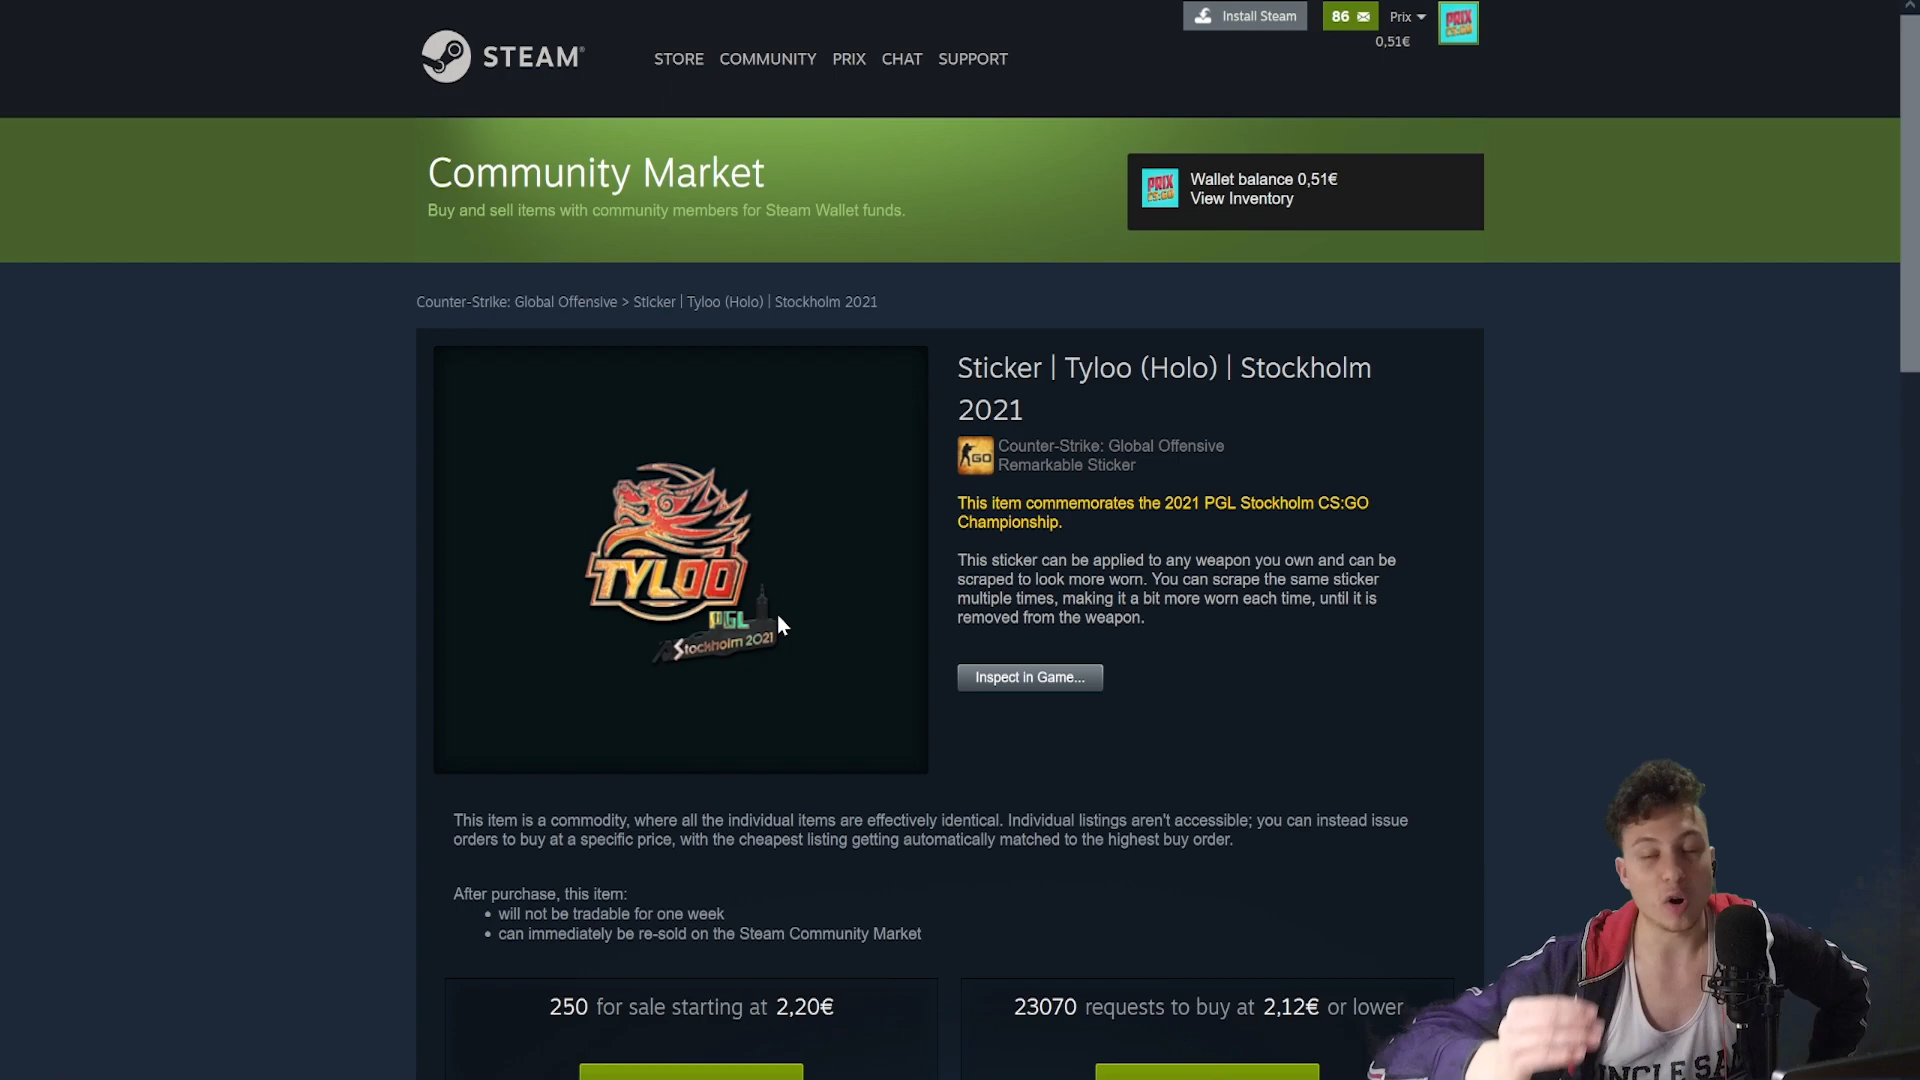 Install Steam
86
Prix
0,51€
STEAM®
STORE COMMUNITY PRIX CHAT SUPPORT
Community Market
Buy and sell items with community members for Steam Wallet funds.
PRIX
CS:GO
Wallet balance 0,51€
View Inventory
Counter-Strike: Global Offensive > Sticker | Tyloo (Holo) | Stockholm 2021
TYLOO
PGL
Stockholm 2021
Sticker | Tyloo (Holo) | Stockholm
2021
GO
Counter-Strike: Global Offensive
Remarkable Sticker
This item commemorates the 2021 PGL Stockholm CS:GO
Championship.
This sticker can be applied to any weapon you own and can be
scraped to look more worn. You can scrape the same sticker
multiple times, making it a bit more worn each time, until it is
removed from the weapon.
Inspect in Game...
This item is a commodity, where all the individual items are effectively identical. Individual listings aren't accessible; you can instead issue
orders to buy at a specific price, with the cheapest listing getting automatically matched to the highest buy order.
After purchase, this item:
• will not be tradable for one week
• can immediately be re-sold on the Steam Community Market
250 for sale starting at 2,20€
23070 requests to buy at 2,12€ or lower